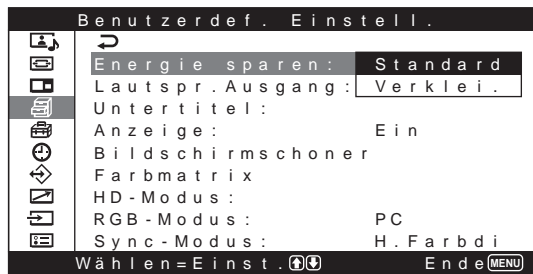 Benutzerdef. Einstell.
Energie sparen: Standard
Lautspr.Ausgang: Verklei.
Untertitel:
Anzeige: Ein
Bildschirmschoner
Farbmatrix
HD-Modus:
RGB-Modus: PC
Sync-Modus: H.Farbdi
Wählen=Einst. Ende MENU